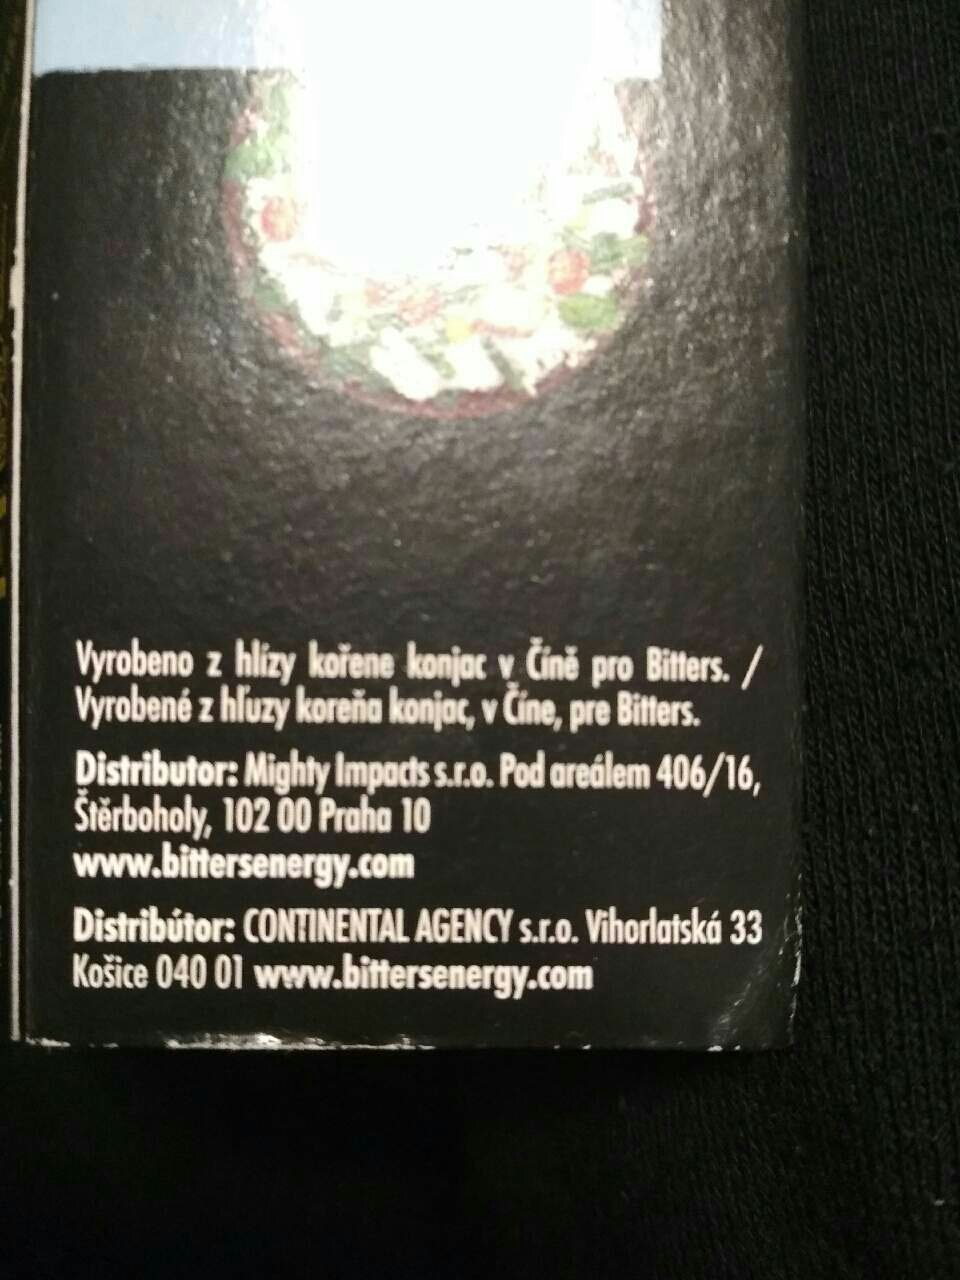 Vyrobeno z hlízy kořene konjac v Číně pro Bitters. /
Vyrobené z hľuzy koreňa konjac, v Číne, pre Bitters.
Distributor: Mighty Impacts s.r.o. Pod areálem 406/16,
Štěrboholy, 102 00 Praha 10
www.bittersenergy.com
Distribútor: CONTINENTAL AGENCY s.r.o. Vihorlatská 33
Košice 040 01 www.bittersenergy.com